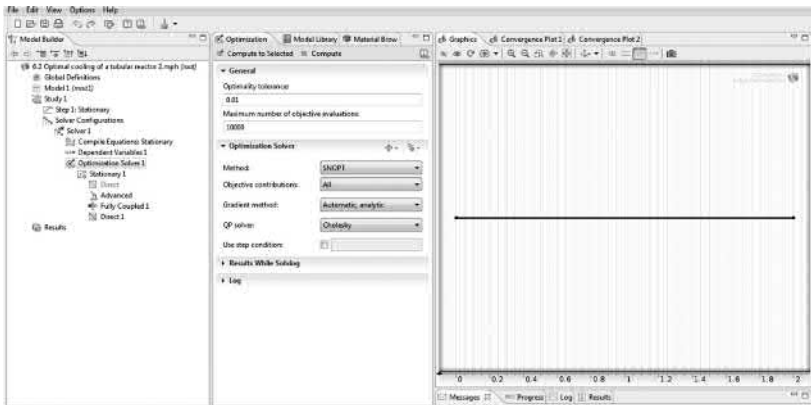 File Edit View Options Help
Model Builder
6.2 Optimal cooling of a tubular reactor 2.mph (root)
Global Definitions
Model 1 (mod1)
Study 1
Step 1: Stationary
Solver Configurations
Solver 1
Compile Equations: Stationary
Dependent Variables 1
Optimization Solver 1
Stationary 1
Direct
Advanced
Fully Coupled 1
Direct 1
Results
Optimization Model Library Material Brow
Compute to Selected Compute
General
Optimality tolerance:
0.01
Maximum number of objective evaluations:
10000
Optimization Solver
Method: SNOPT
Objective contributions: All
Gradient method: Automatic, analytic
QP solver: Cholesky
Use step condition:
Results While Solving
Log
Graphics Convergence Plot 1 Convergence Plot 2
0 0.2 0.4 0.6 0.8 1 1.2 1.4 1.6 1.8 2
Messages Progress Log Results